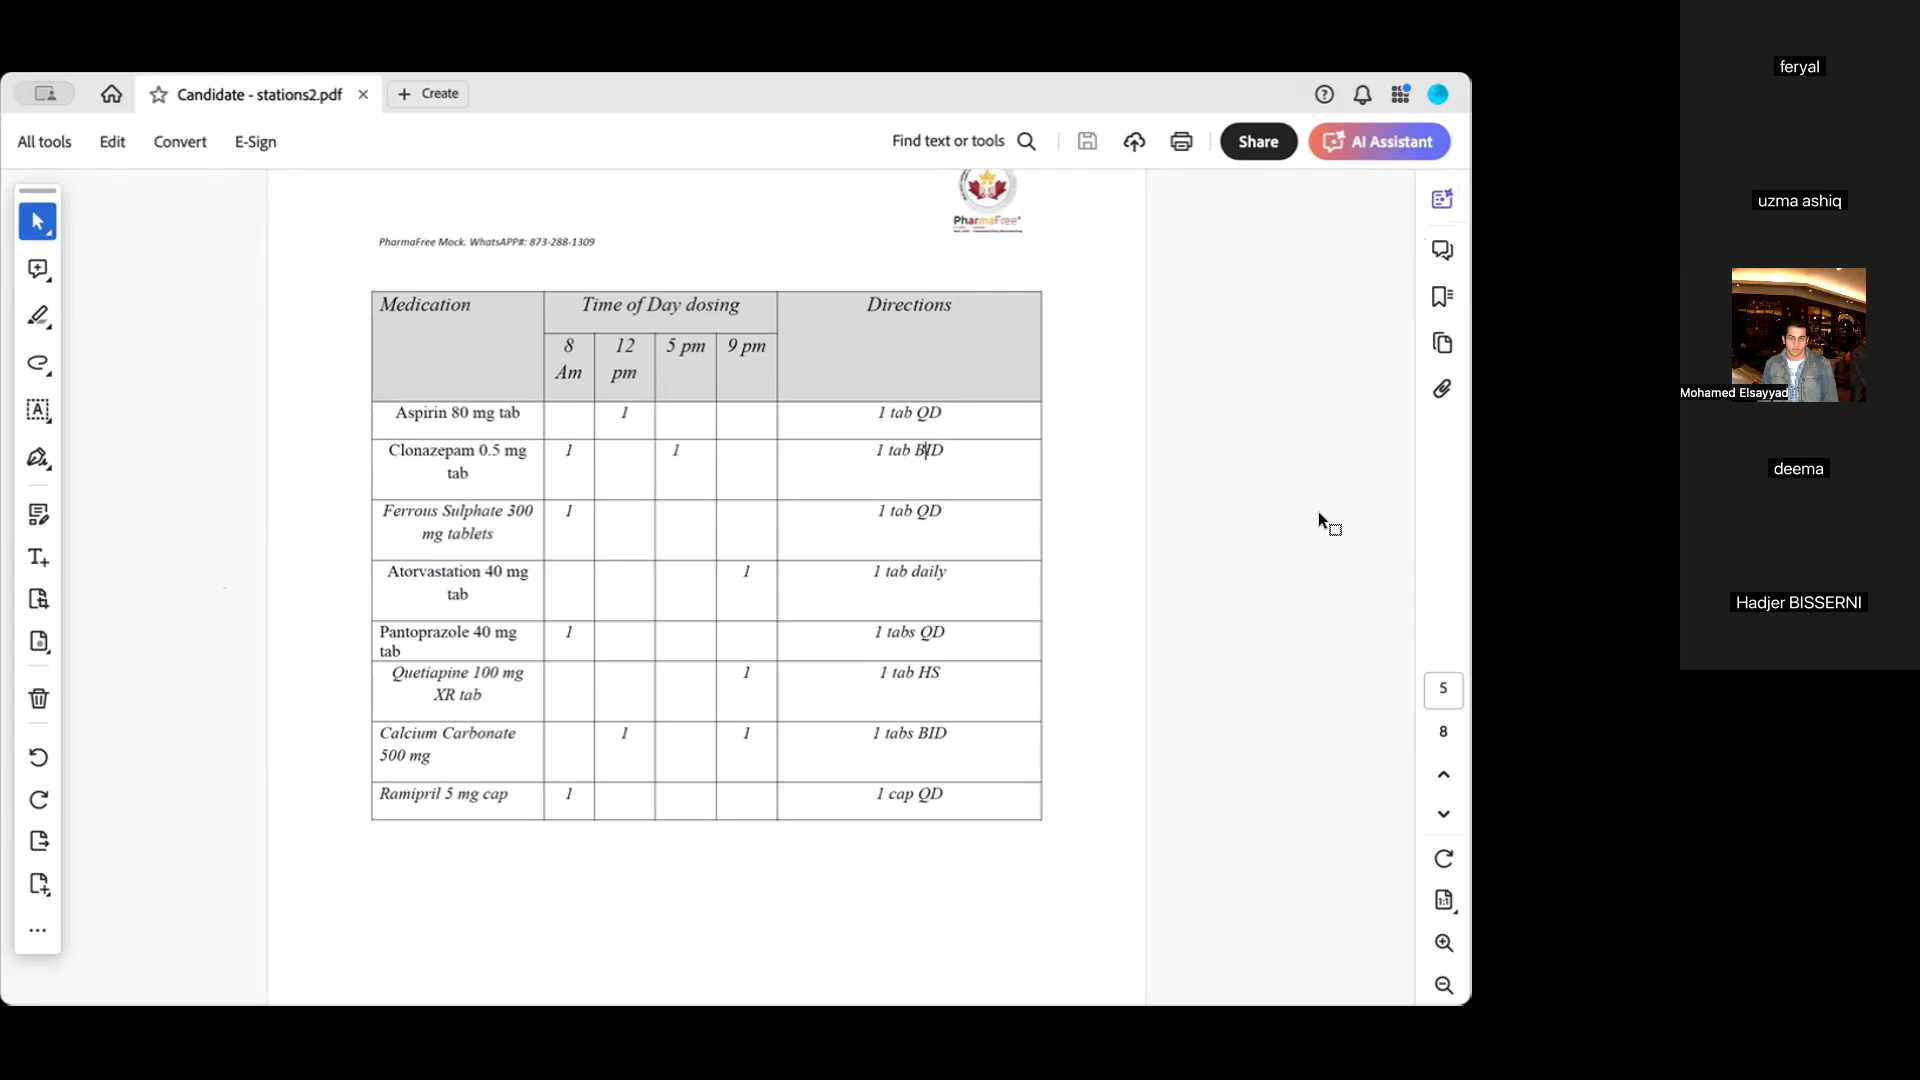 feryal
Candidate - stations2.pdf
Create
All tools
Edit
Convert
E-Sign
Find text or tools
Share
AI Assistant
uzma ashiq
PharmaFree
PharmaFree Mock. WhatsAPP#: 873-288-1309
Medication
Time of Day dosing
Directions
8 Am
12 pm
5 pm
9 pm
Aspirin 80 mg tab
1
1 tab QD
Clonazepam 0.5 mg
tab
1
1
1 tab BID
Ferrous Sulphate 300
mg tablets
1
1 tab QD
Atorvastation 40 mg
tab
1
1 tab daily
Pantoprazole 40 mg
tab
1
1 tabs QD
Quetiapine 100 mg
XR tab
1
1 tab HS
Calcium Carbonate
500 mg
1
1
1 tabs BID
Ramipril 5 mg cap
1
1 cap QD
Mohamed Elsayyad
deema
Hadjer BISSERNI
5
8